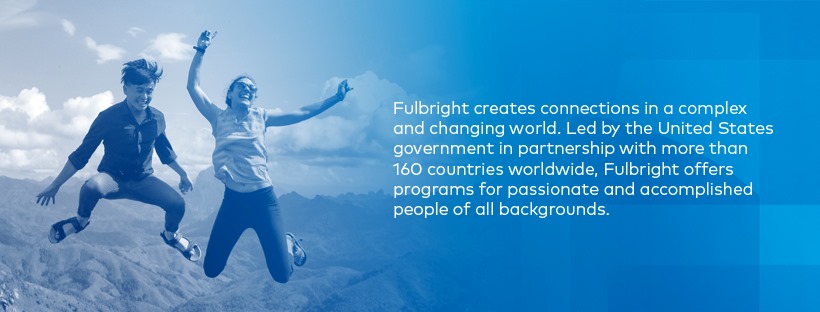 Fulbright creates connections in a complex
and changing world. Led by the United States
government in partnership with more than
160 countries worldwide, Fulbright offers
programs for passionate and accomplished
people of all backgrounds.